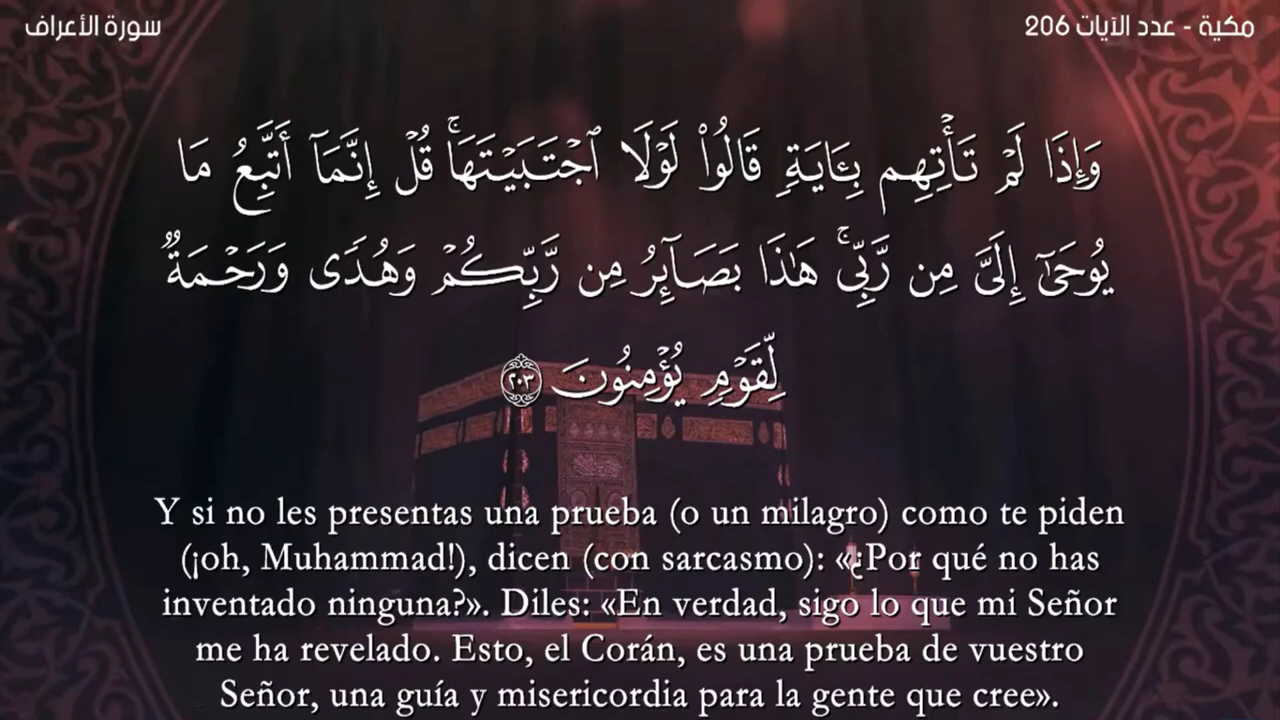 سورة الأعراف
مكية - عدد الآيات 206
وَإِذَا لَمْ تَأْتِهِم بِـَٔايَةٍ قَالُوا۟ لَوْلَا ٱجْتَبَيْتَهَا ۚ قُلْ إِنَّمَآ أَتَّبِعُ مَا
يُوحَىٰٓ إِلَىَّ مِن رَّبِّى ۚ هَـٰذَا بَصَآئِرُ مِن رَّبِّكُمْ وَهُدًى وَرَحْمَةٌ
لِّقَوْمٍ يُؤْمِنُونَ ٢٠٣
Y si no les presentas una prueba (o un milagro) como te piden
(¡oh, Muhammad!), dicen (con sarcasmo): «¿Por qué no has
inventado ninguna?». Diles: «En verdad, sigo lo que mi Señor
me ha revelado. Esto, el Corán, es una prueba de vuestro
Señor, una guía y misericordia para la gente que cree».